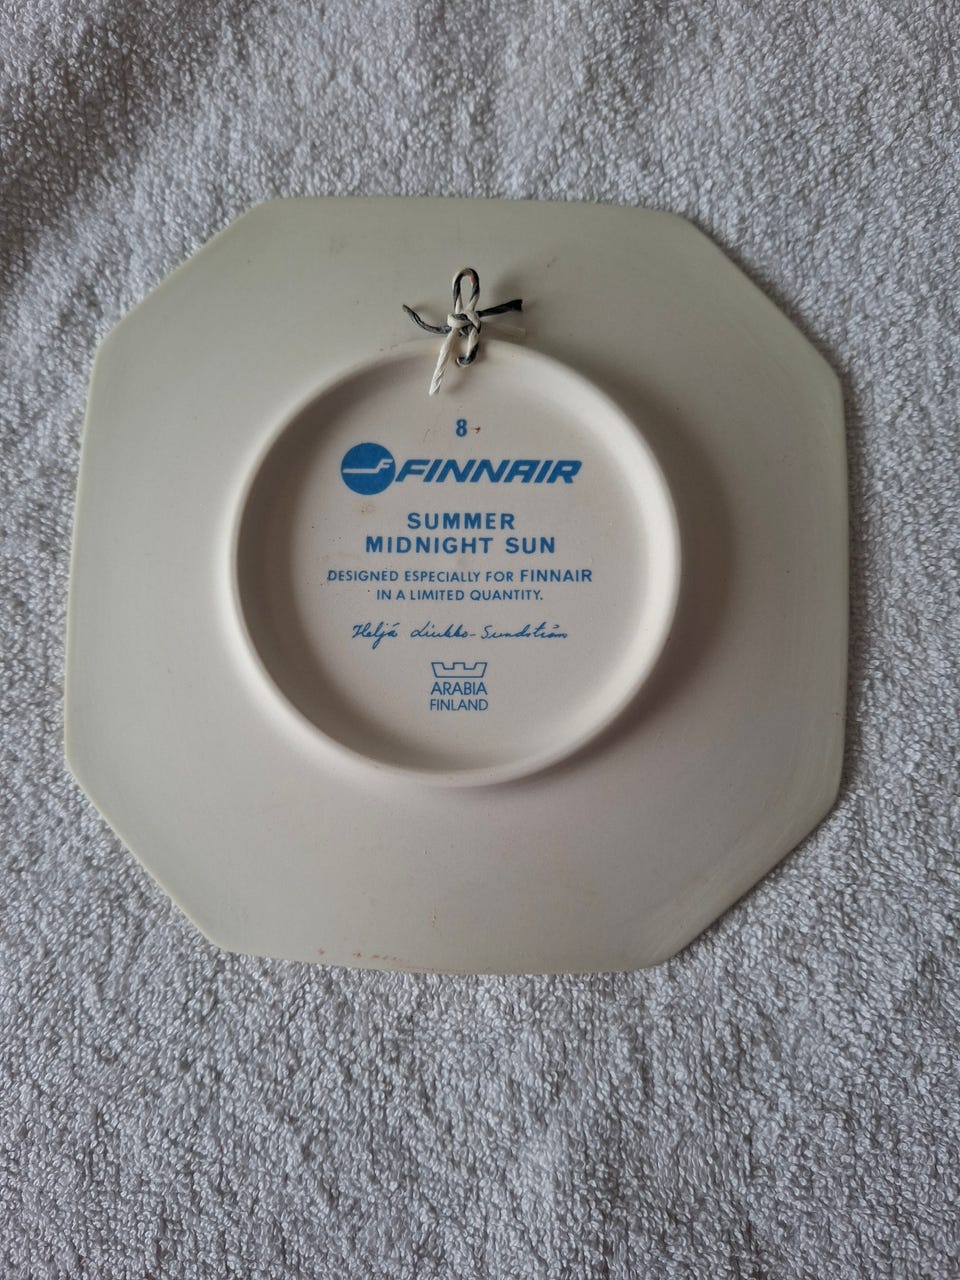 8
FINNAIR
SUMMER
MIDNIGHT SUN
DESIGNED ESPECIALLY FOR FINNAIR
IN A LIMITED QUANTITY.
Heljä Liukko-Sundström
ARABIA
FINLAND